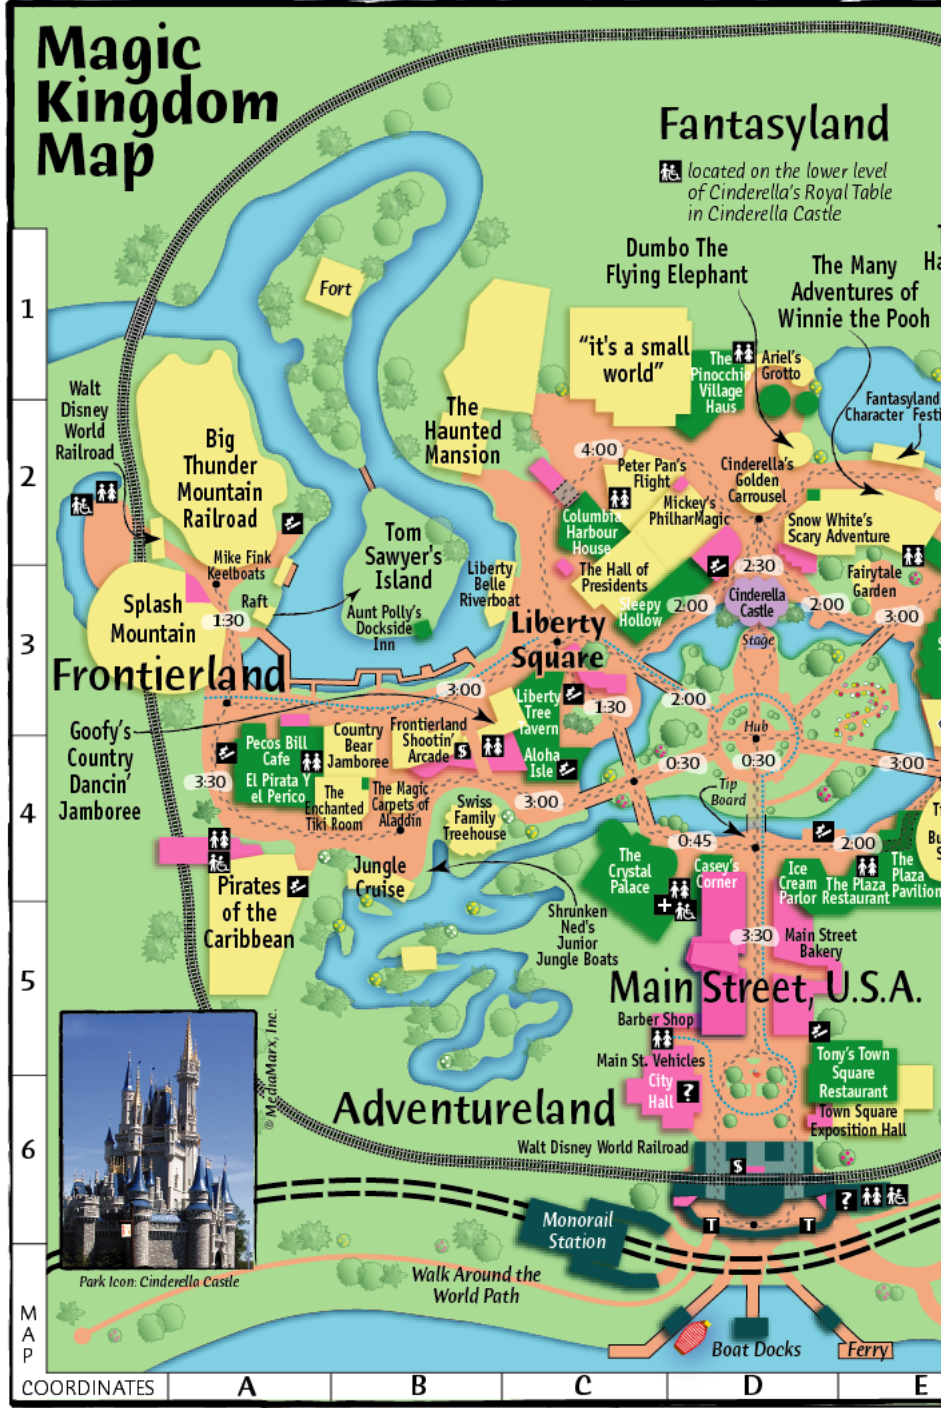 Magic
Kingdom
Map
Fantasyland
located on the lower level
of Cinderella's Royal Table
in Cinderella Castle
Dumbo The
Flying Elephant
The Many
Adventures of
Winnie the Pooh
1
Fort
"it's a small
world"
The
Pinocchio
Village
Haus
Ariel's
Grotto
Fantasyland
Character
Walt
Disney
World
Railroad
The
Haunted
Mansion
Big
Thunder
Mountain
Railroad
2
4:00
Peter Pan's
Flight
Cinderella's
Golden
Carrousel
Mickey's
PhilharMagic
Columbia
Harbour
House
Snow White's
Scary Adventure
Tom
Sawyer's
Island
Mike Fink
Keelboats
Liberty
Belle
Riverboat
The Hall of
Presidents
2:30
Fairytale
Garden
Splash
Mountain
Raft
1:30
Aunt Polly's
Dockside
Inn
Sleepy
Hollow
2:00
Cinderella
Castle
2:00
3:00
3
Liberty
Square
Stage
Frontierland
3:00
Liberty
Tree
Tavern
1:30
2:00
Hub
Goofy's
Country
Dancin'
Jamboree
Pecos Bill
Cafe
El Pirata Y
el Perico
Country
Bear
Jamboree
Frontierland
Shootin'
Arcade
$
Aloha
Isle
0:30
0:30
3:00
3:30
The
Enchanted
Tiki Room
The Magic
Carpets of
Aladdin
3:00
Tip
Board
4
Swiss
Family
Treehouse
0:45
2:00
Jungle
Cruise
The
Crystal
Palace
Casey's
Corner
Ice
Cream
Parlor
The Plaza
Restaurant
The
Plaza
Pavilion
Pirates
of the
Caribbean
Shrunken
Ned's
Junior
Jungle Boats
+
3:30
Main Street
Bakery
5
Main Street, U.S.A.
Barber Shop
Main St. Vehicles
City
Hall
?
Tony's Town
Square
Restaurant
© MediaMarx, Inc.
Adventureland
Town Square
Exposition Hall
6
Walt Disney World Railroad
$
?
T
T
Monorail
Station
Park Icon: Cinderella Castle
Walk Around the
World Path
Boat Docks
Ferry
M
A
P
COORDINATES
A
B
C
D
E